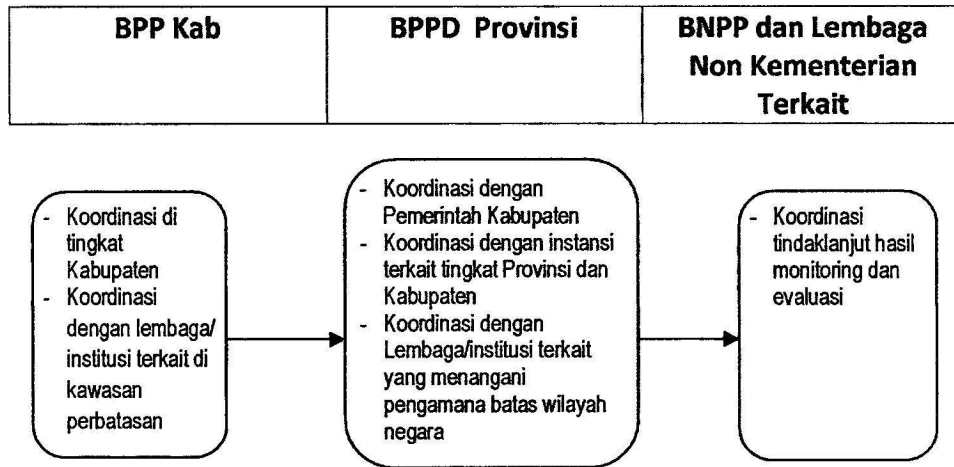 BPP Kab
BPPD Provinsi
BNPP dan Lembaga
Non Kementerian
Terkait
- Koordinasi di
tingkat
Kabupaten
- Koordinasi
dengan lembaga/
institusi terkait di
kawasan
perbatasan
- Koordinasi dengan
Pemerintah Kabupaten
- Koordinasi dengan instansi
terkait tingkat Provinsi dan
Kabupaten
- Koordinasi dengan
Lembaga/institusi terkait
yang menangani
pengamana batas wilayah
negara
- Koordinasi
tindaklanjut hasil
monitoring dan
evaluasi